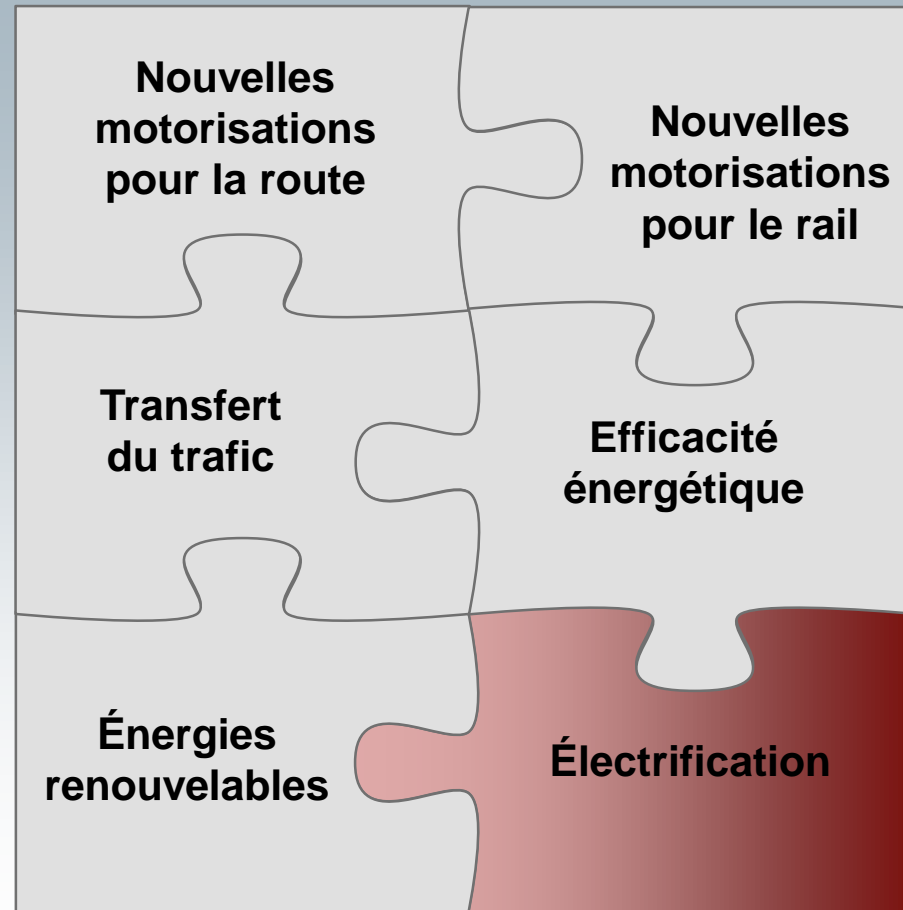 Nouvelles
motorisations
pour la route
Nouvelles
motorisations
pour le rail
Transfert
du trafic
Efficacité
énergétique
Énergies
renouvelables
Électrification